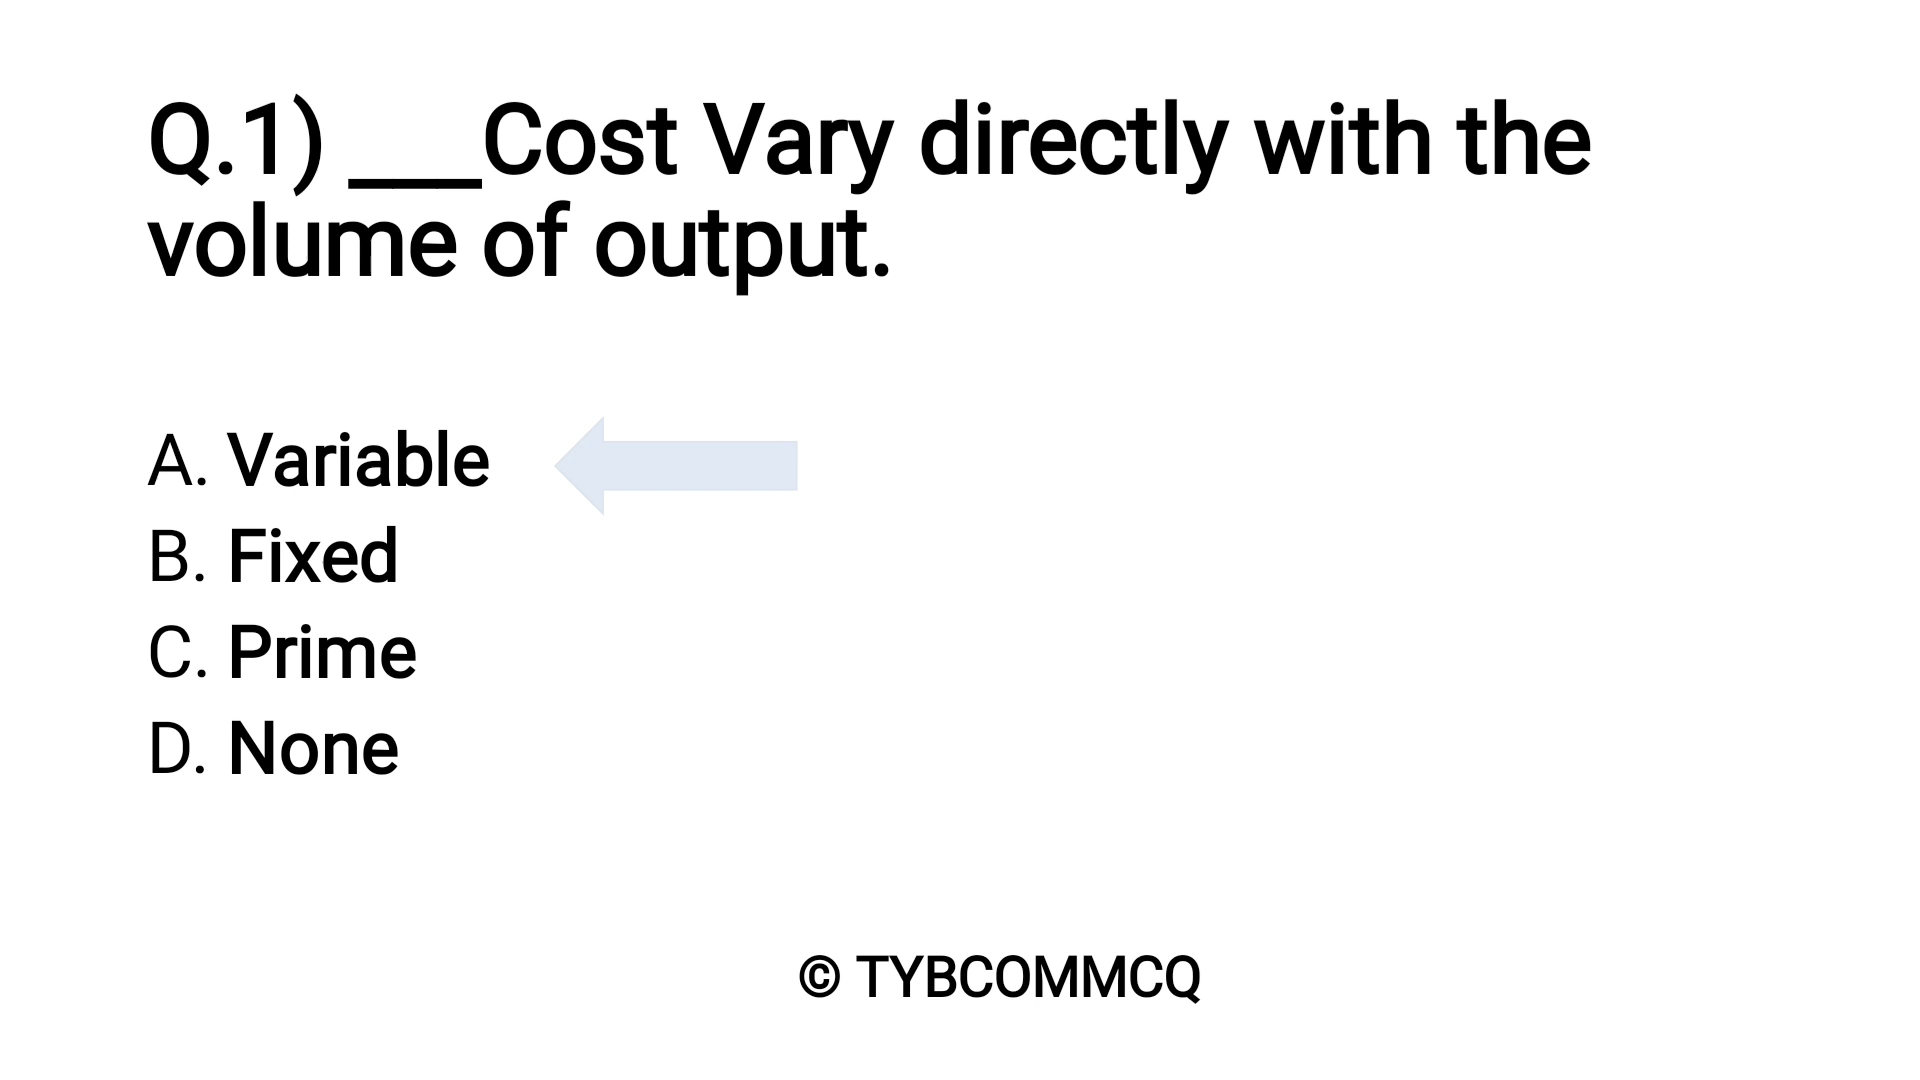 Q.1) ___Cost Vary directly with the
volume of output.
A. Variable
B. Fixed
C. Prime
D. None
© TYBCOMMCQ